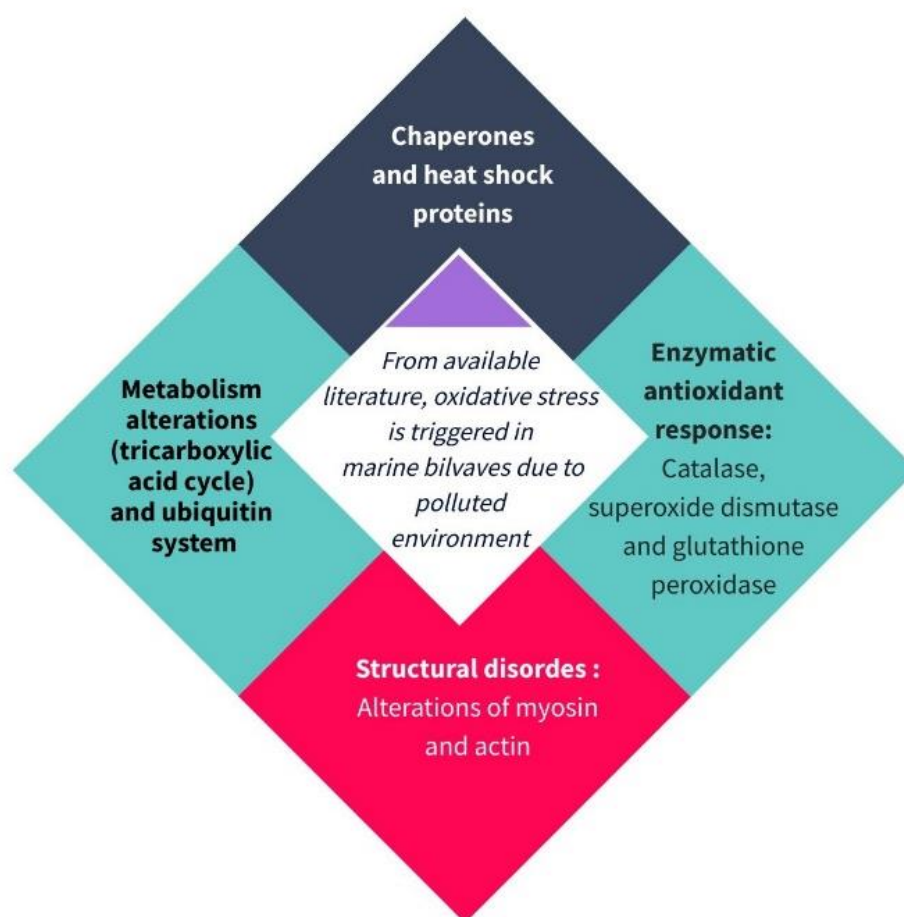 Chaperones
and heat shock
proteins
Metabolism
alterations
(tricarboxylic
acid cycle)
and ubiquitin
system
From available
literature, oxidative stress
is triggered in
marine bilvaves due to
polluted
environment
Enzymatic
antioxidant
response:
Catalase,
superoxide dismutase
and glutathione
peroxidase
Structural disordes :
Alterations of myosin
and actin